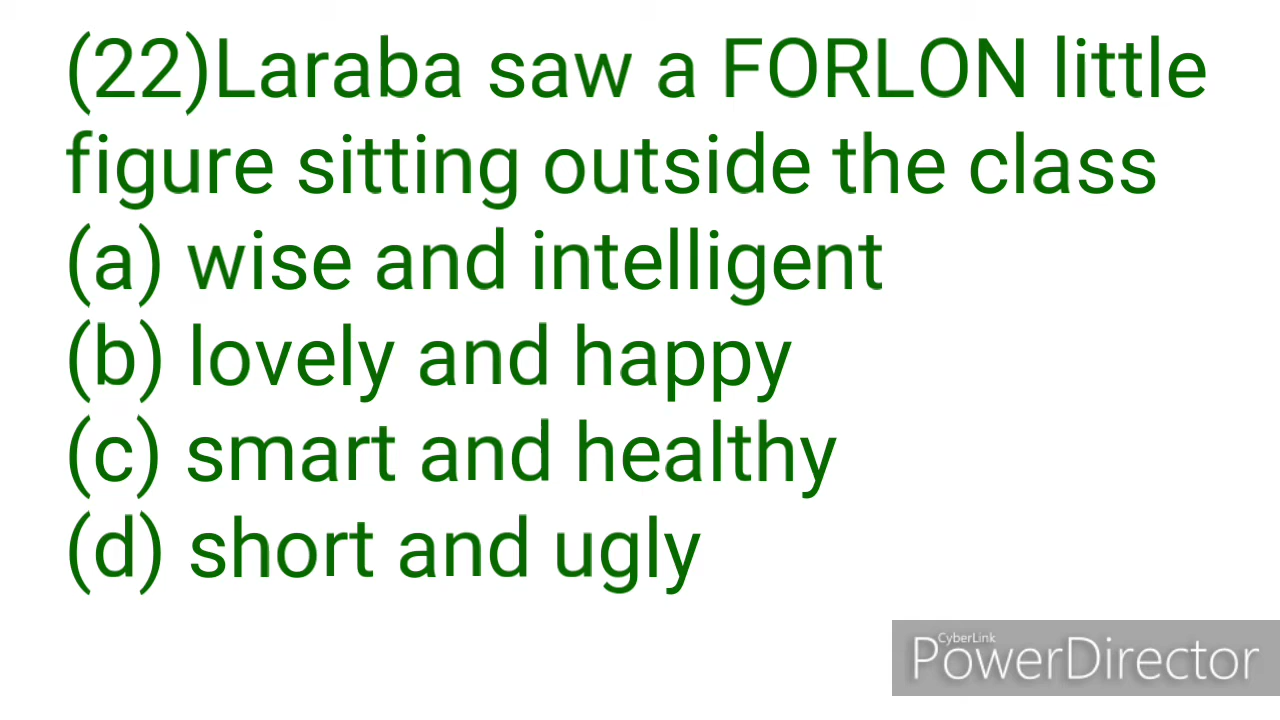 (22)Laraba saw a FORLON little
figure sitting outside the class
(a) wise and intelligent
(b) lovely and happy
(c) smart and healthy
(d) short and ugly
CyberLink
PowerDirector